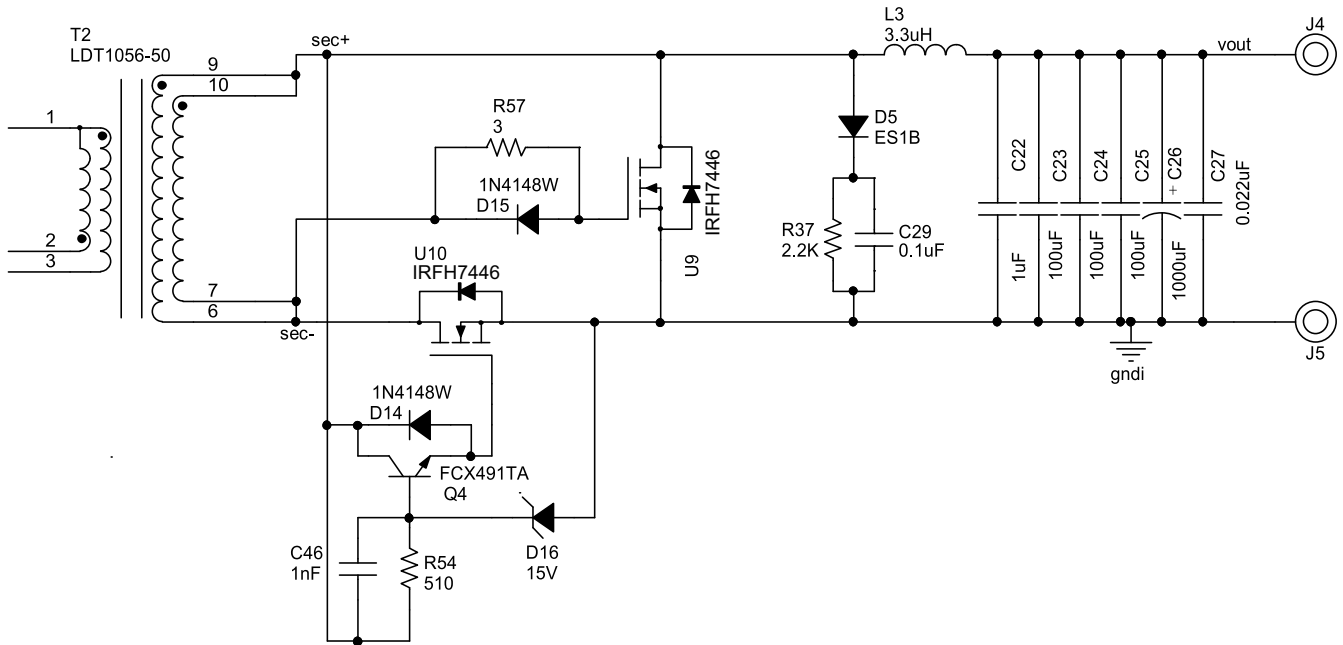 T2
LDT1056-50
1
2
3
9
10
7
6
sec+
sec-
R57
3
1N4148W
D15
U10
IRFH7446
IRFH7446
U9
1N4148W
D14
FCX491TA
Q4
C46
1nF
R54
510
D16
15V
D5
ES1B
R37
2.2K
C29
0.1uF
L3
3.3uH
C22
1uF
C23
100uF
C24
100uF
C25
100uF
+ C26
1000uF
C27
0.022uF
vout
J4
J5
gndi